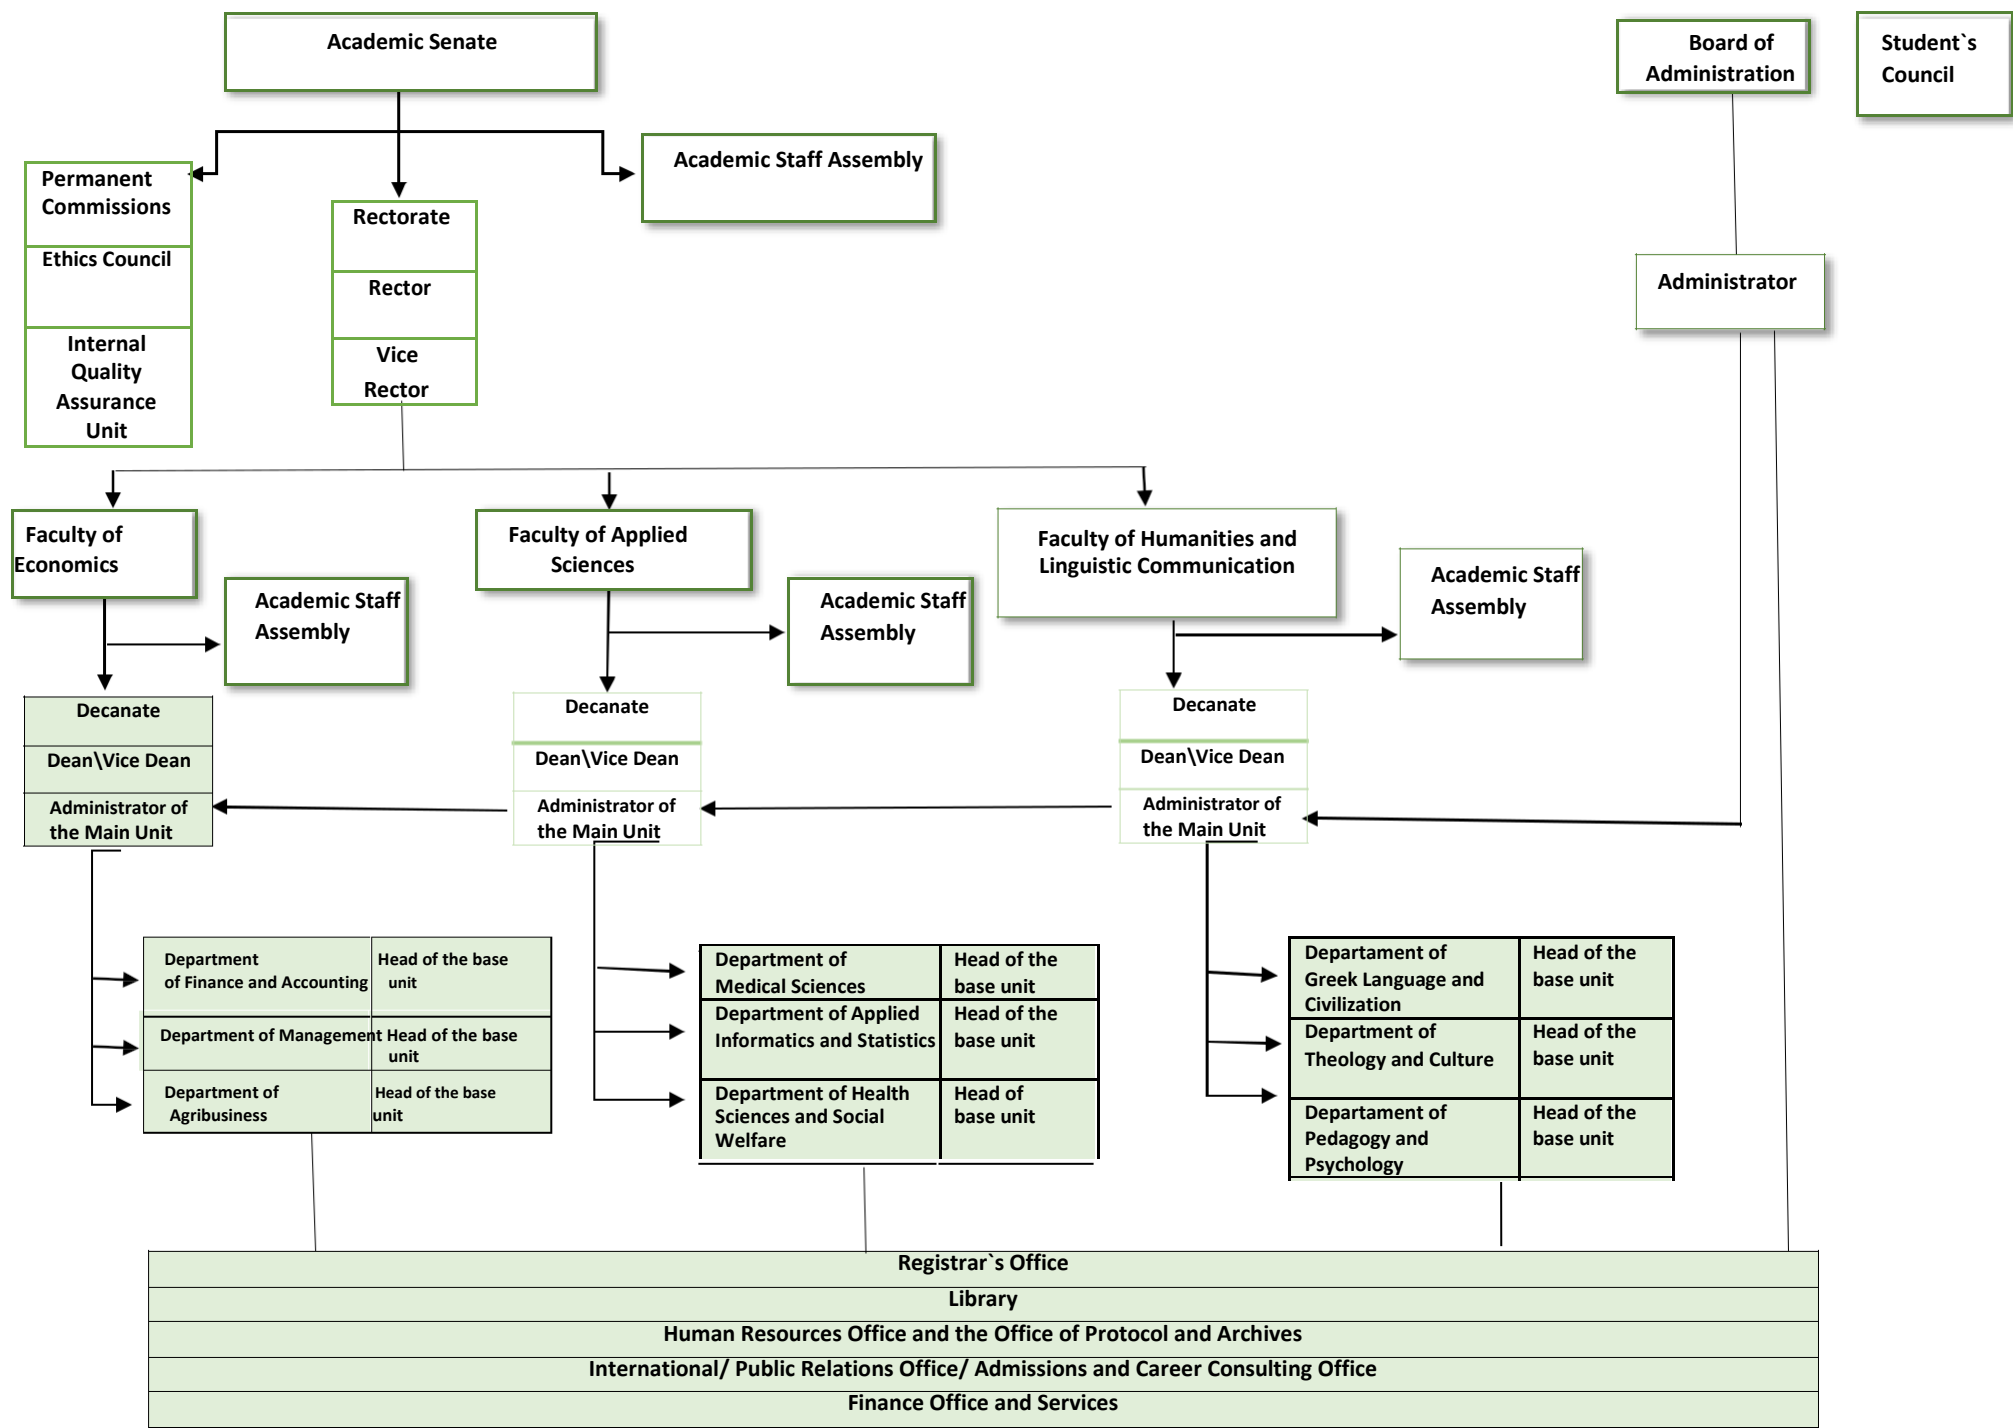 Academic Senate
Board of
Administration
Student`s
Council
Academic Staff Assembly
Permanent
Commissions
Ethics Council
Internal
Quality
Assurance
Unit
Rectorate
Rector
Vice
Rector
Administrator
Faculty of
Economics
Academic Staff
Assembly
Faculty of Applied
Sciences
Academic Staff
Assembly
Faculty of Humanities and
Linguistic Communication
Academic Staff
Assembly
Decanate
Dean\Vice Dean
Administrator of
the Main Unit
Decanate
Dean\Vice Dean
Administrator of
the Main Unit
Decanate
Dean\Vice Dean
Administrator of
the Main Unit
Department
of Finance and Accounting
Head of the base
unit
Department of Management
Head of the base
unit
Department of
Agribusiness
Head of the base
unit
Department of
Medical Sciences
Head of the
base unit
Department of Applied
Informatics and Statistics
Head of the
base unit
Department of Health
Sciences and Social
Welfare
Head of
base unit
Departament of
Greek Language and
Civilization
Head of the
base unit
Department of
Theology and Culture
Head of the
base unit
Departament of
Pedagogy and
Psychology
Head of the
base unit
Registrar`s Office
Library
Human Resources Office and the Office of Protocol and Archives
International/ Public Relations Office/ Admissions and Career Consulting Office
Finance Office and Services